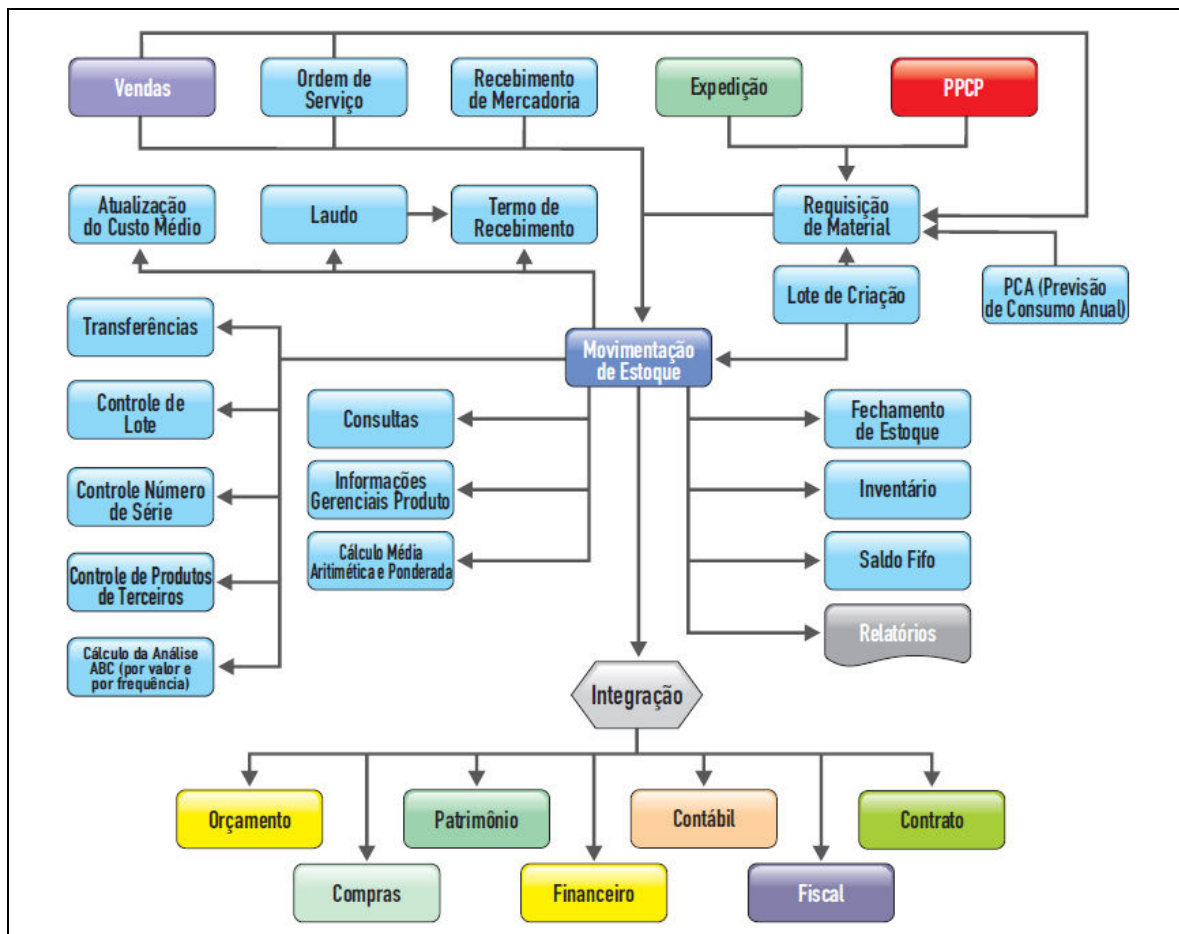 Vendas
Ordem de
Serviço
Recebimento
de Mercadoria
Expedição
PPCP
Atualização
do Custo Médio
Laudo
Termo de
Recebimento
Requisição
de Material
Lote de Criação
PCA (Previsão
de Consumo Anual)
Transferências
Movimentação
de Estoque
Controle de
Lote
Consultas
Fechamento
de Estoque
Controle Número
de Série
Informações
Gerenciais Produto
Inventário
Cálculo Média
Aritimética e Ponderada
Saldo Fifo
Controle de Produtos
de Terceiros
Relatórios
Cálculo da Análise
ABC (por valor e
por frequência)
Integração
Orçamento
Patrimônio
Contábil
Contrato
Compras
Financeiro
Fiscal